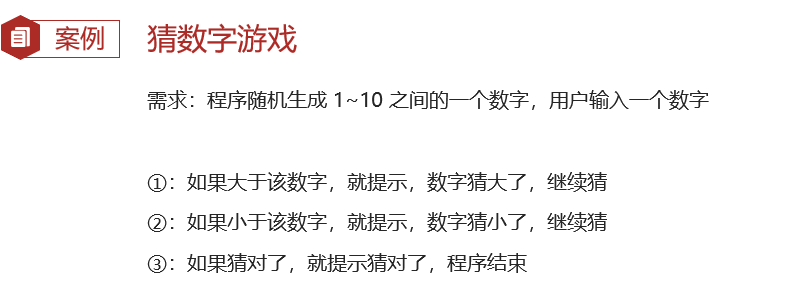 案例
猜数字游戏
需求：程序随机生成 1~10 之间的一个数字，用户输入一个数字
①：如果大于该数字，就提示，数字猜大了，继续猜
②：如果小于该数字，就提示，数字猜小了，继续猜
③：如果猜对了，就提示猜对了，程序结束